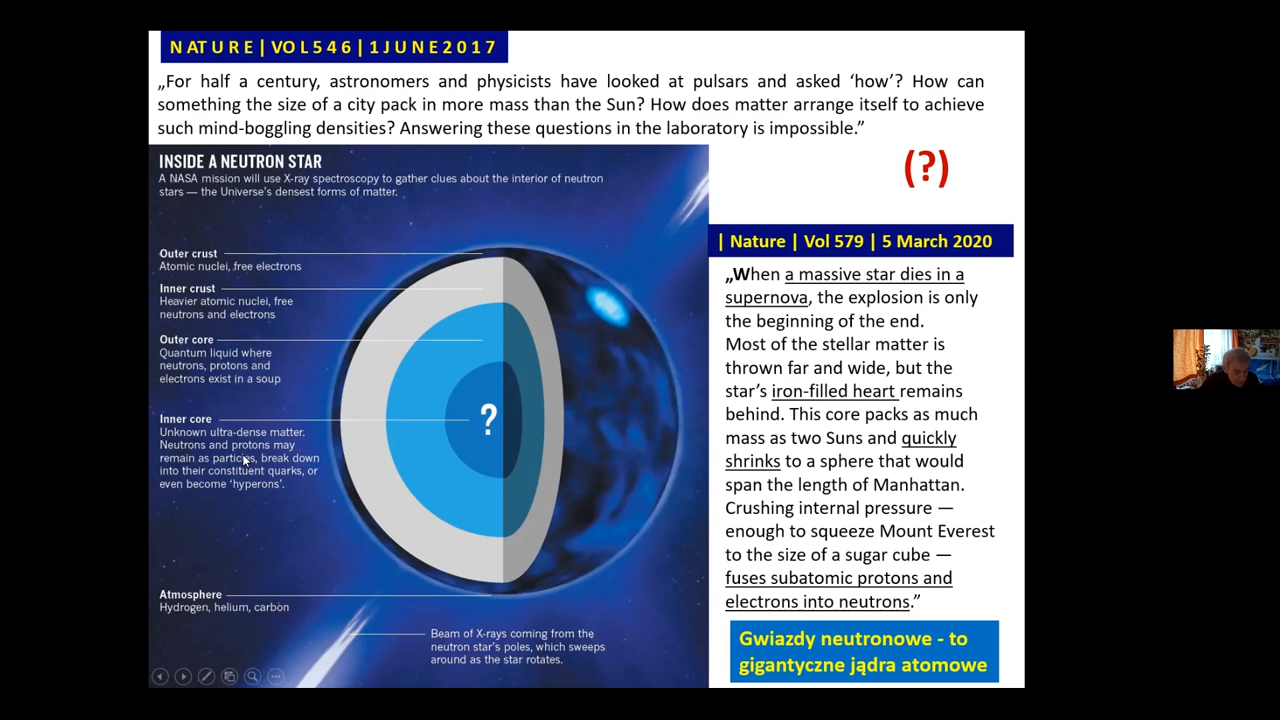 N A T U R E | V O L 5 4 6 | 1 J U N E 2 0 1 7
„For half a century, astronomers and physicists have looked at pulsars and asked ‘how’? How can
something the size of a city pack in more mass than the Sun? How does matter arrange itself to achieve
such mind-boggling densities? Answering these questions in the laboratory is impossible.”
(?)
INSIDE A NEUTRON STAR
A NASA mission will use X-ray spectroscopy to gather clues about the interior of neutron
stars — the Universe’s densest forms of matter.
Outer crust
Atomic nuclei, free electrons
Inner crust
Heavier atomic nuclei, free
neutrons and electrons
Outer core
Quantum liquid where
neutrons, protons and
electrons exist in a soup
Inner core
Unknown ultra-dense matter.
Neutrons and protons may
remain as particles, break down
into their constituent quarks, or
even become ‘hyperons’.
?
Atmosphere
Hydrogen, helium, carbon
Beam of X-rays coming from the
neutron star’s poles, which sweeps
around as the star rotates.
| Nature | Vol 579 | 5 March 2020
„When a massive star dies in a
supernova, the explosion is only
the beginning of the end.
Most of the stellar matter is
thrown far and wide, but the
star’s iron-filled heart remains
behind. This core packs as much
mass as two Suns and quickly
shrinks to a sphere that would
span the length of Manhattan.
Crushing internal pressure —
enough to squeeze Mount Everest
to the size of a sugar cube —
fuses subatomic protons and
electrons into neutrons.”
Gwiazdy neutronowe - to
gigantyczne jądra atomowe